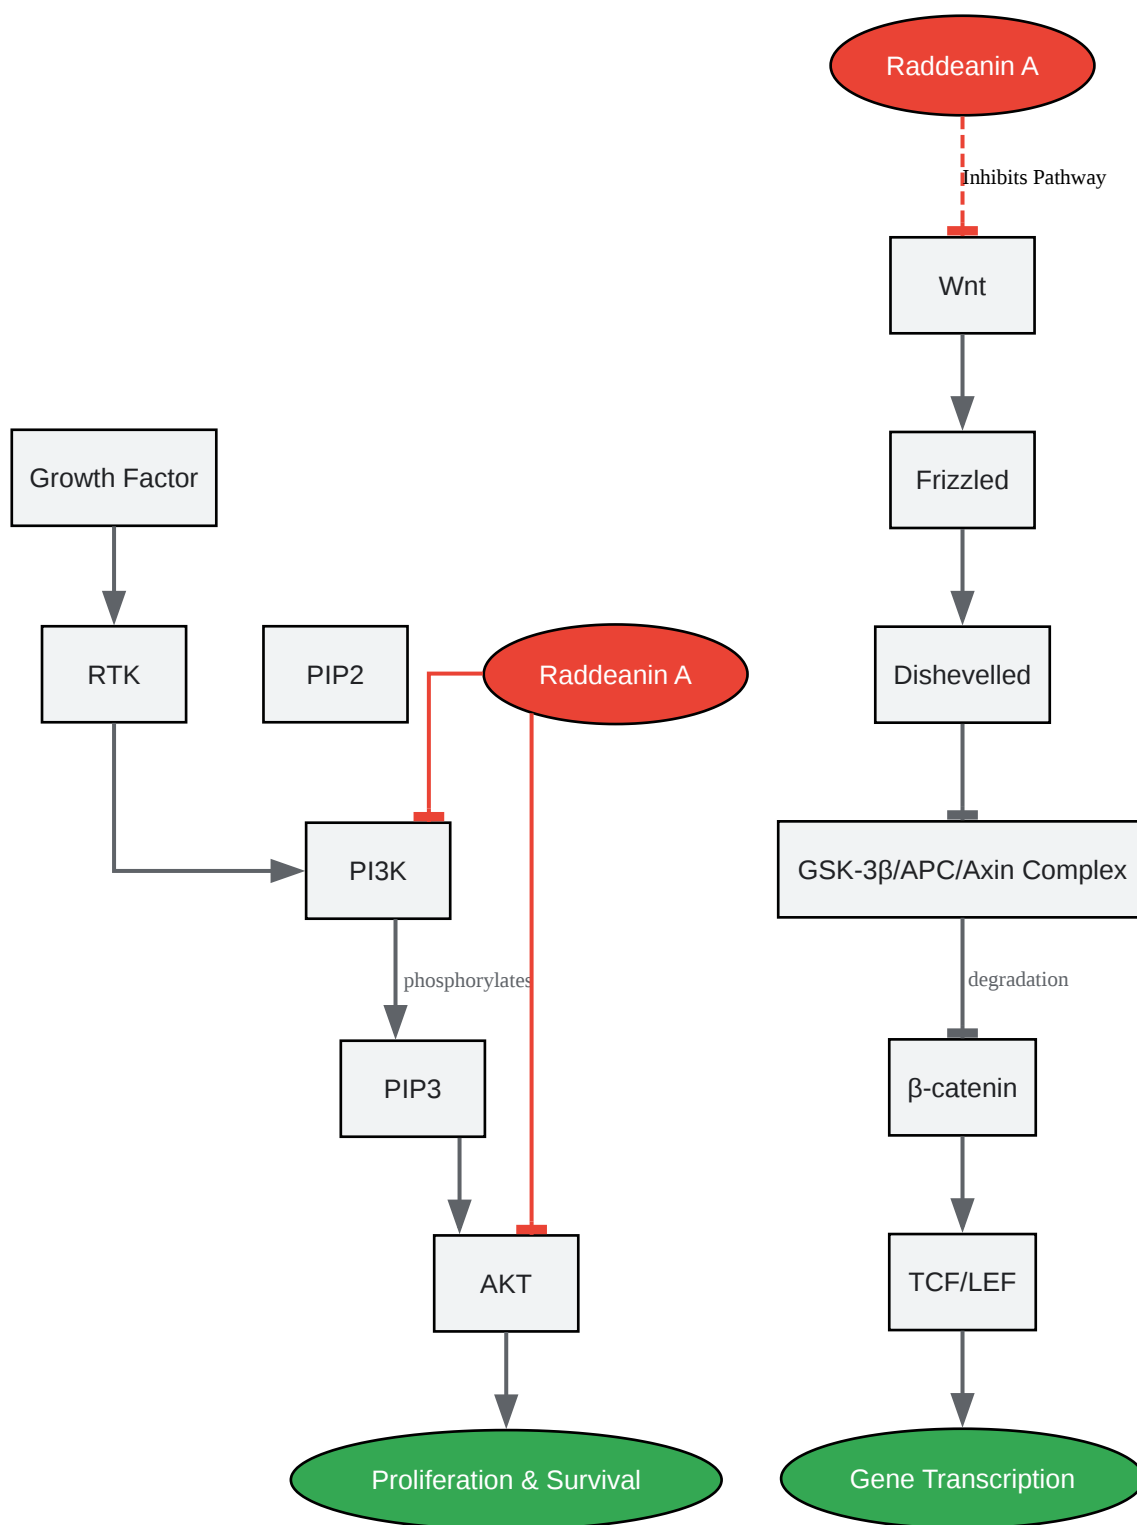 Raddeanin A
Inhibits Pathway
Wnt
Growth Factor
Frizzled
RTK
PIP2
Raddeanin A
Dishevelled
PI3K
GSK-3β/APC/Axin Complex
phosphorylates
degradation
PIP3
β-catenin
AKT
TCF/LEF
Proliferation & Survival
Gene Transcription